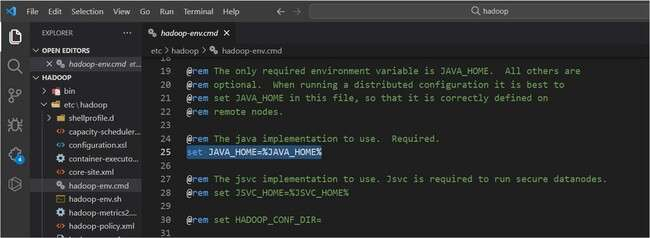 File Edit Selection View Go Run Terminal Help
hadoop
EXPLORER
OPEN EDITORS
hadoop-env.cmd et...
HADOOP
bin
etc\hadoop
shellprofile.d
capacity-scheduler...
configuration.xsl
container-executo...
core-site.xml
hadoop-env.cmd
hadoop-env.sh
hadoop-metrics2....
hadoop-policy.xml
4
hadoop-env.cmd
etc > hadoop > hadoop-env.cmd
18
19 @rem The only required environment variable is JAVA_HOME. All others are
20 @rem optional. When running a distributed configuration it is best to
21 @rem set JAVA_HOME in this file, so that it is correctly defined on
22 @rem remote nodes.
23
24 @rem The java implementation to use. Required.
25 set JAVA_HOME=%JAVA_HOME%
26
27 @rem The jsvc implementation to use. Jsvc is required to run secure datanodes.
28 @rem set JSVC_HOME=%JSVC_HOME%
29
30 @rem set HADOOP_CONF_DIR=
31